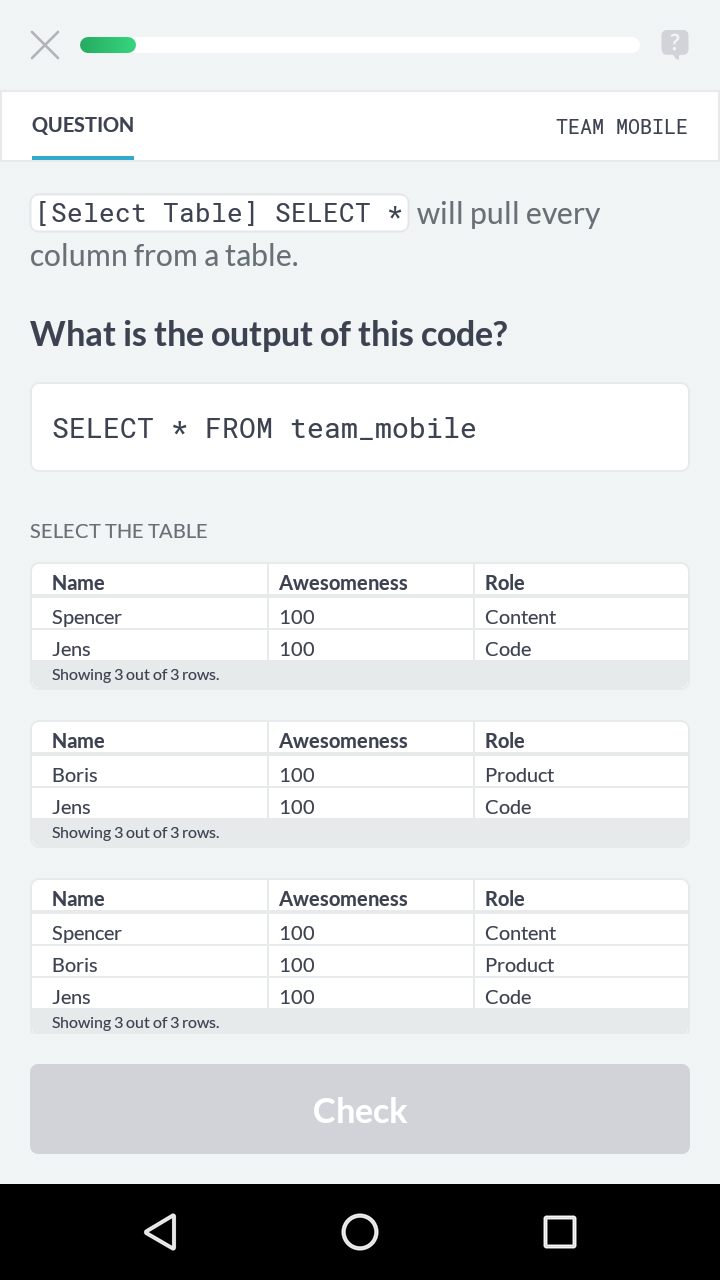 ?
QUESTION
TEAM MOBILE
[Select Table] SELECT * will pull every
column from a table.
What is the output of this code?
SELECT * FROM team_mobile
SELECT THE TABLE
Name Awesomeness Role
Spencer 100 Content
Jens 100 Code
Showing 3 out of 3 rows.
Name Awesomeness Role
Boris 100 Product
Jens 100 Code
Showing 3 out of 3 rows.
Name Awesomeness Role
Spencer 100 Content
Boris 100 Product
Jens 100 Code
Showing 3 out of 3 rows.
Check